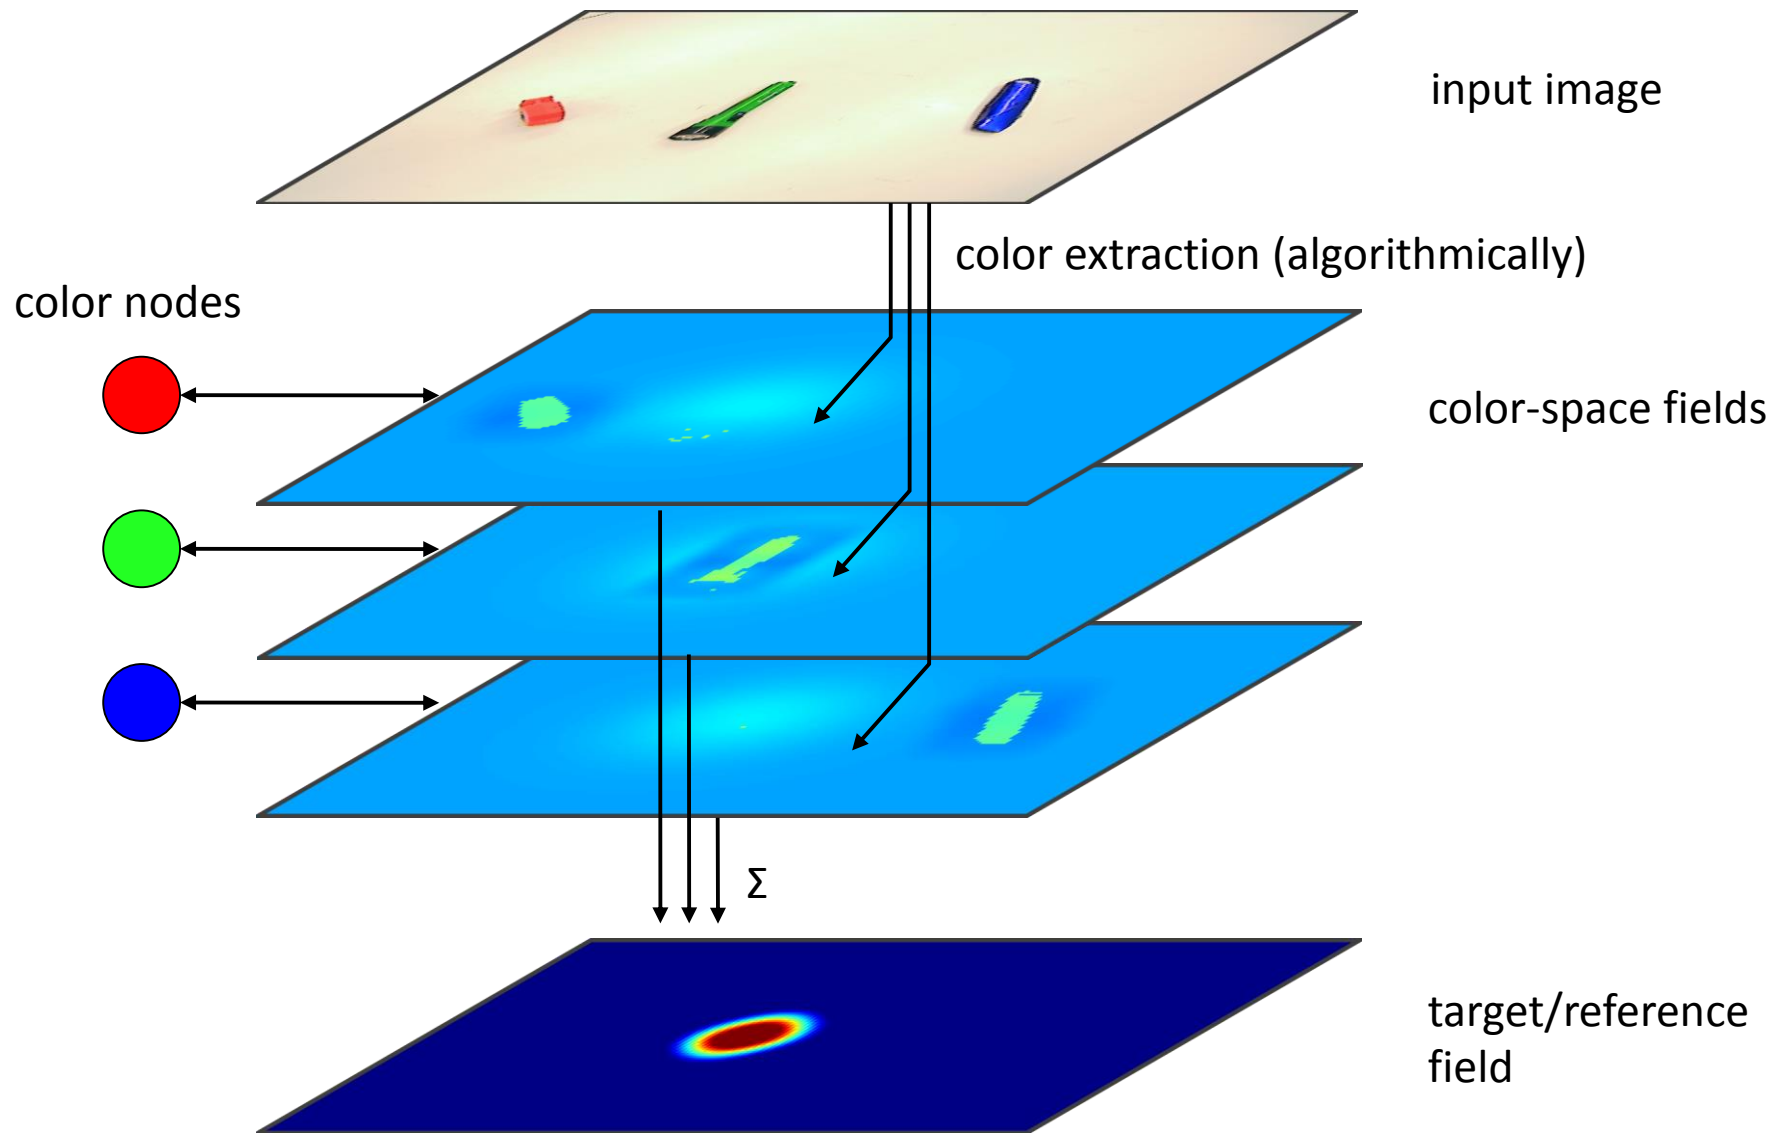 input image
color extraction (algorithmically)
color nodes
color-space fields
Σ
target/reference
field